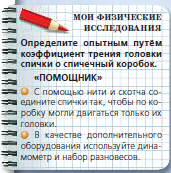 МОИ ФИЗИЧЕСКИЕ
ИССЛЕДОВАНИЯ
Определите опытным путём
коэффициент трения головки
спички о спичечный коробок.
«ПОМОЩНИК»
С помощью нити и скотча со-
едините спички так, чтобы по ко-
робку могли двигаться только их
головки.
В качестве дополнительного
оборудования используйте дина-
мометр и набор разновесов.